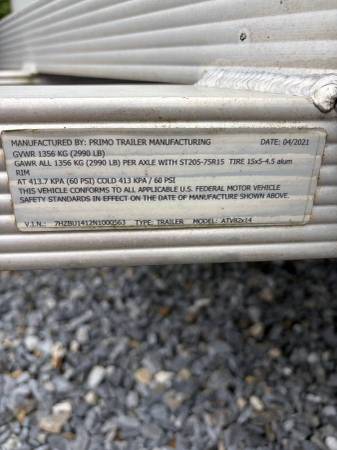 MANUFACTURED BY: PRIMO TRAILER MANUFACTURING DATE: 04/2021
GVWR 1356 KG (2990 LB)
GAWR ALL 1356 KG (2990 LB) PER AXLE WITH ST205-75R15 TIRE 15x5-4.5 alum
RIM
AT 413.7 KPA (60 PSI) COLD 413 KPA / 60 PSI
THIS VEHICLE CONFORMS TO ALL APPLICABLE U.S. FEDERAL MOTOR VEHICLE
SAFETY STANDARDS IN EFFECT ON THE DATE OF MANUFACTURE SHOWN ABOVE.
V.I.N.: 7HZBU1412N1000563 TYPE: TRAILER MODEL: ATV82x14